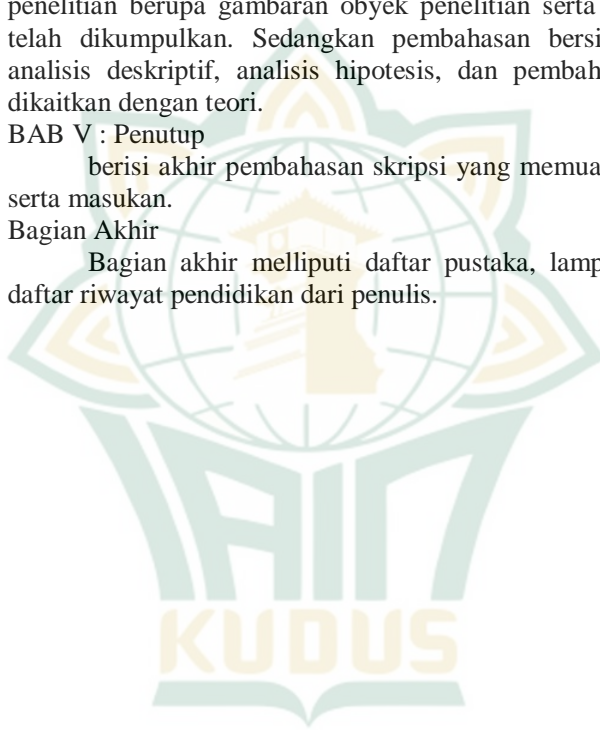 penelitian berupa gambaran obyek penelitian serta
telah dikumpulkan. Sedangkan pembahasan bersi
analisis deskriptif, analisis hipotesis, dan pembah
dikaitkan dengan teori.
BAB V : Penutup
berisi akhir pembahasan skripsi yang memua
serta masukan.
Bagian Akhir
Bagian akhir melliputi daftar pustaka, lamp
daftar riwayat pendidikan dari penulis.
IAIN
KUDUS